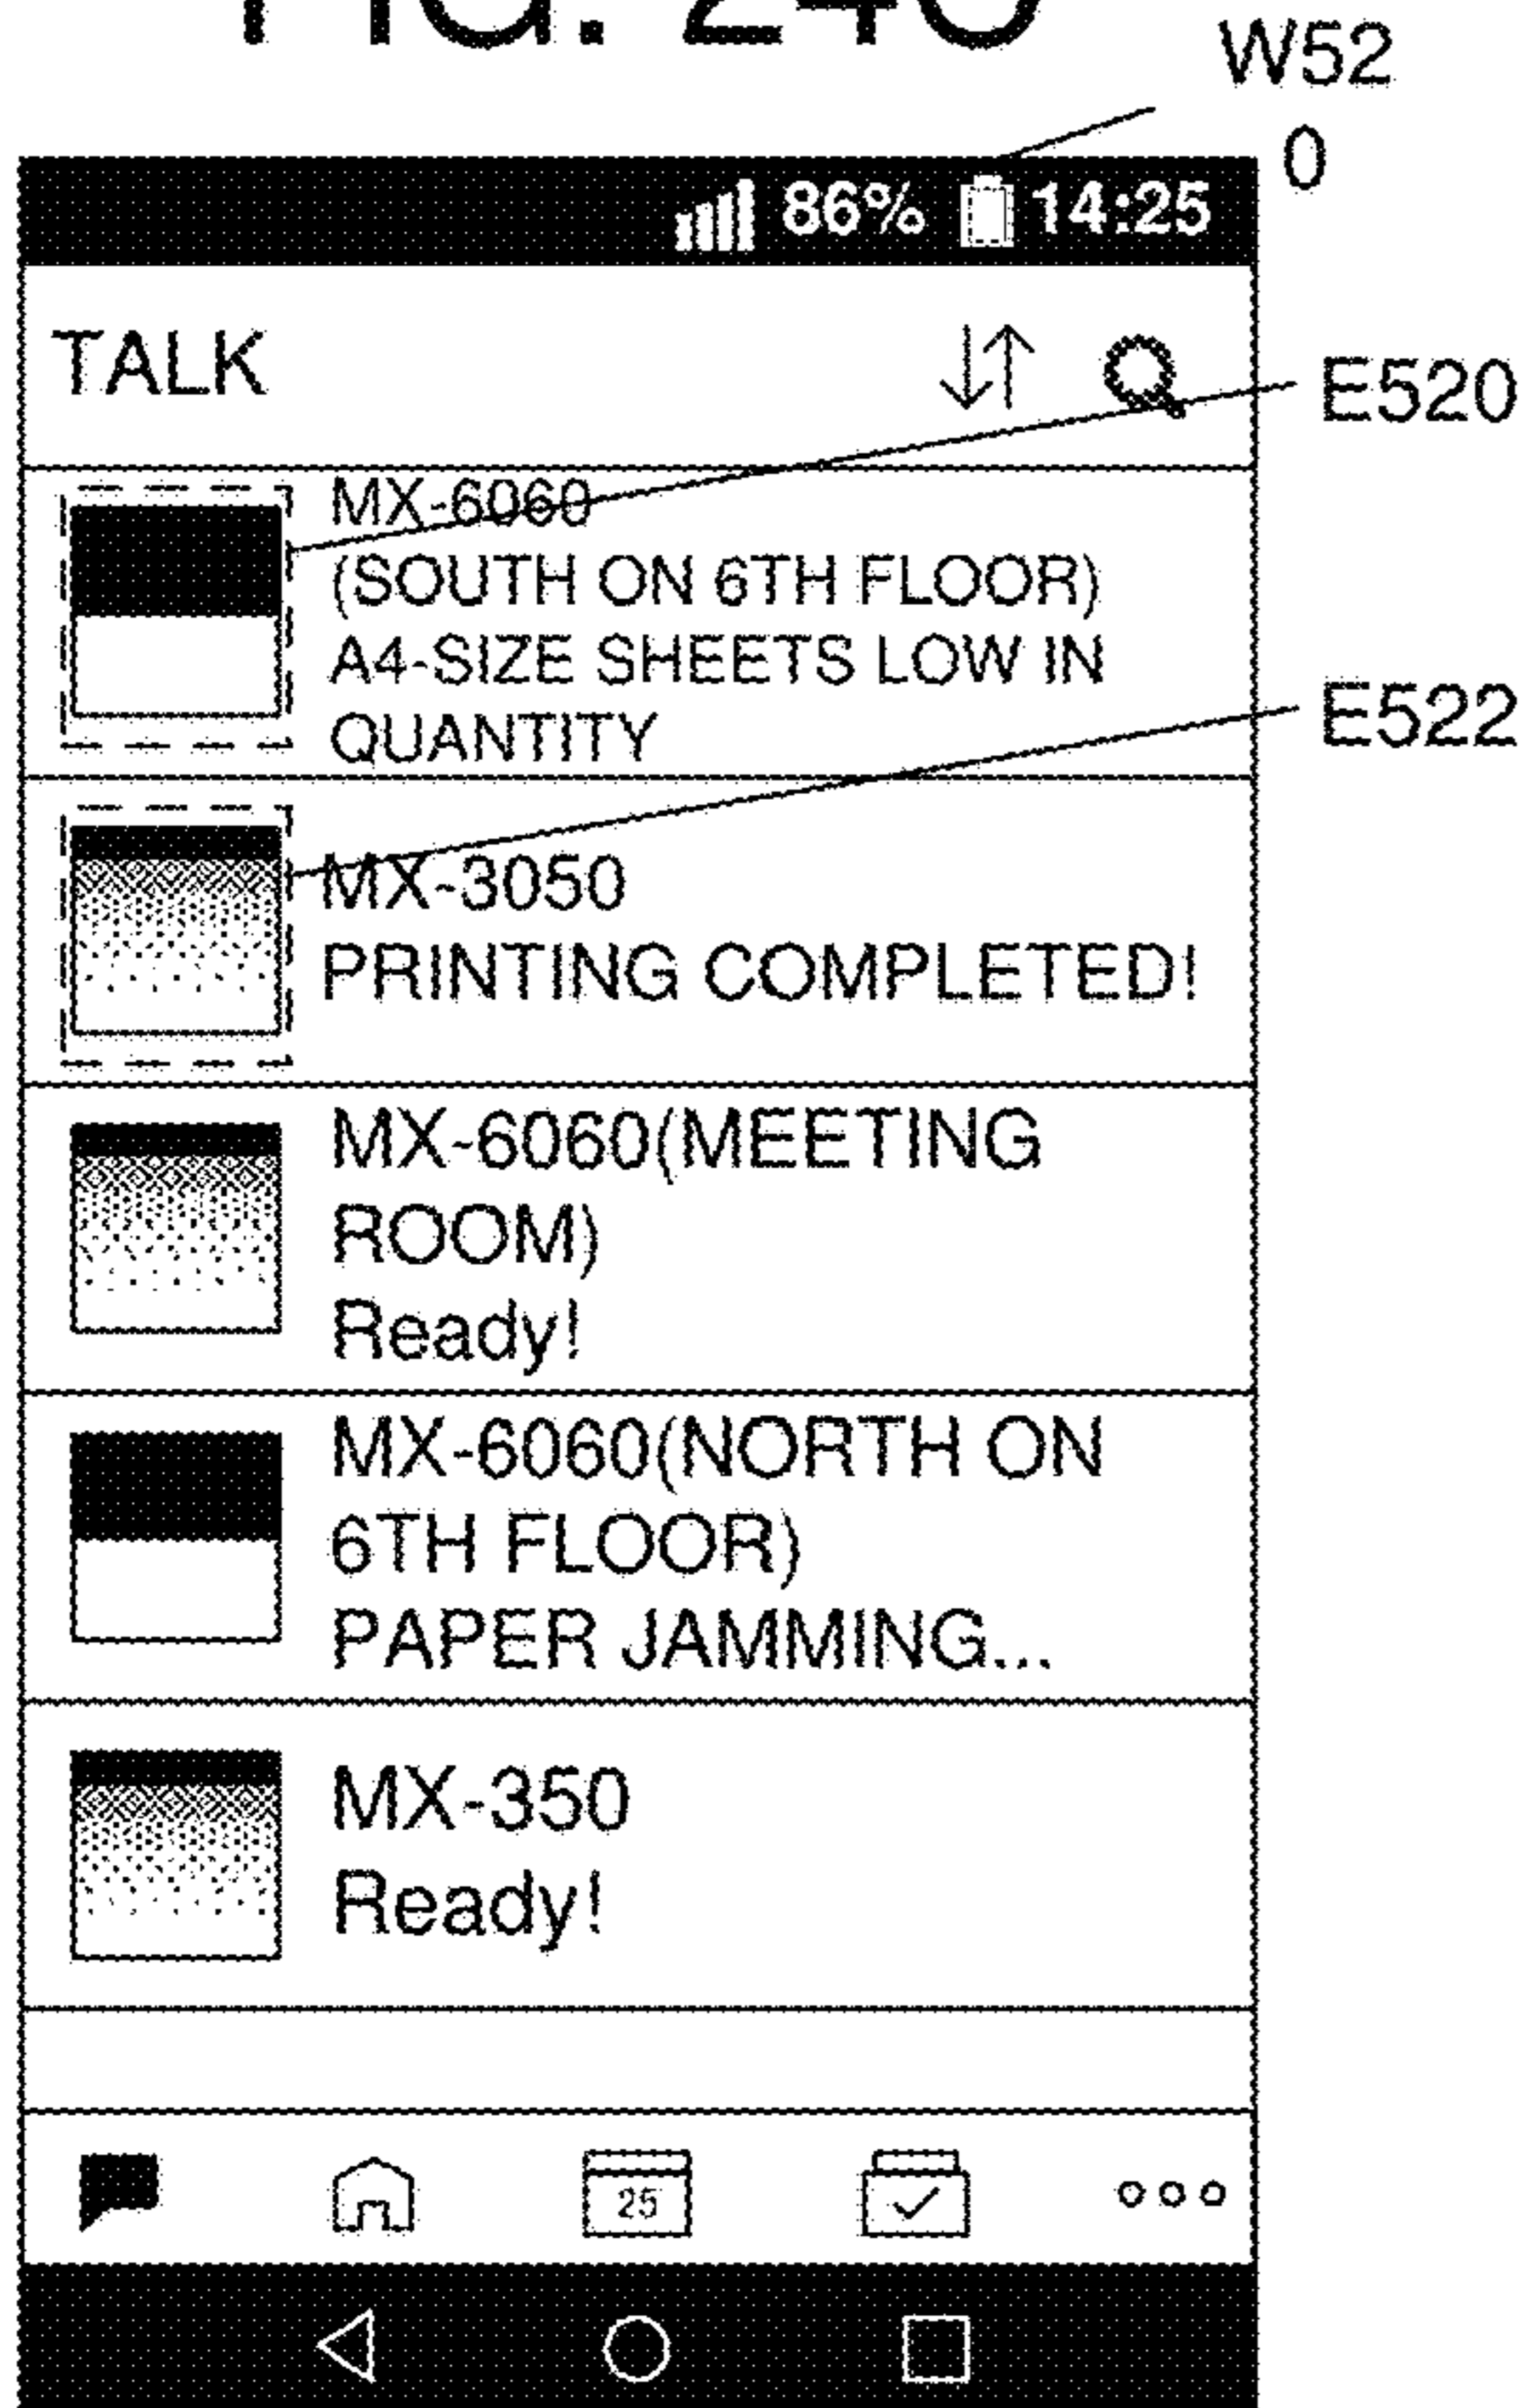 W52
0
86% 14:25
TALK
E520
MX-6060
(SOUTH ON 6TH FLOOR)
A4-SIZE SHEETS LOW IN
QUANTITY
E522
MX-3050
PRINTING COMPLETED!
MX-6060(MEETING
ROOM)
Ready!
MX-6060(NORTH ON
6TH FLOOR)
PAPER JAMMING...
MX-350
Ready!
25